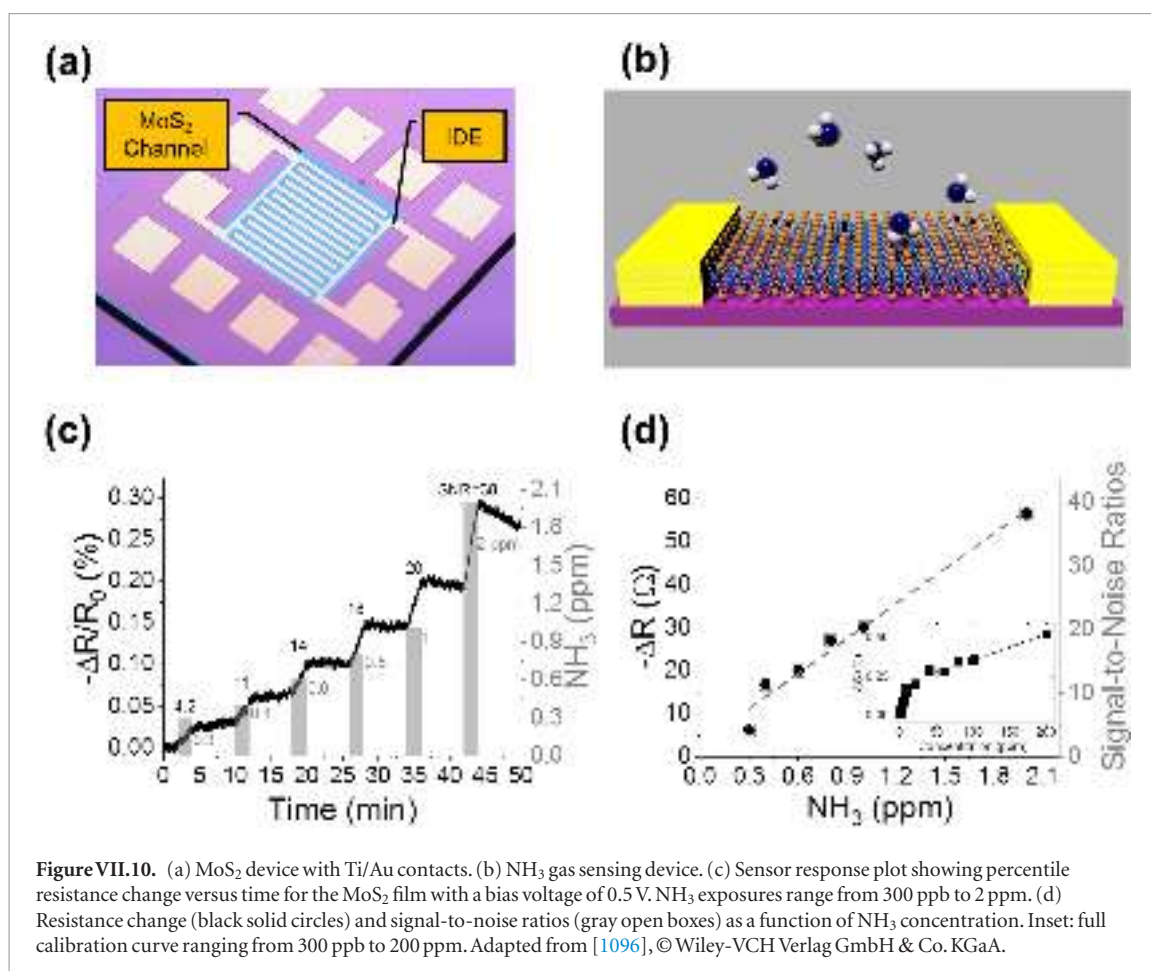 (a)
(b)
MoS2
Channel
IDE
(c)
(d)
-ΔR/R0 (%)
0.30
0.25
0.20
0.15
0.10
0.05
0.00
4.2
11
14
20
2 ppm
2.1
1.8
1.5
1.2
0.9
0.6
0.3
0.0
NH3 (ppm)
0 5 10 15 20 25 30 35 40 45 50
Time (min)
-ΔR (Ω)
60
50
40
30
20
10
0
40
30
20
10
0
Signal-to-Noise Ratios
0 50 100 150 200
0.0 0.3 0.6 0.9 1.2 1.5 1.8 2.1
NH3 (ppm)
Figure VII.10. (a) MoS2 device with Ti/Au contacts. (b) NH3 gas sensing device. (c) Sensor response plot showing percentile
resistance change versus time for the MoS2 film with a bias voltage of 0.5 V. NH3 exposures range from 300 ppb to 2 ppm. (d)
Resistance change (black solid circles) and signal-to-noise ratios (gray open boxes) as a function of NH3 concentration. Inset: full
calibration curve ranging from 300 ppb to 200 ppm. Adapted from [1096], © Wiley-VCH Verlag GmbH & Co. KGaA.